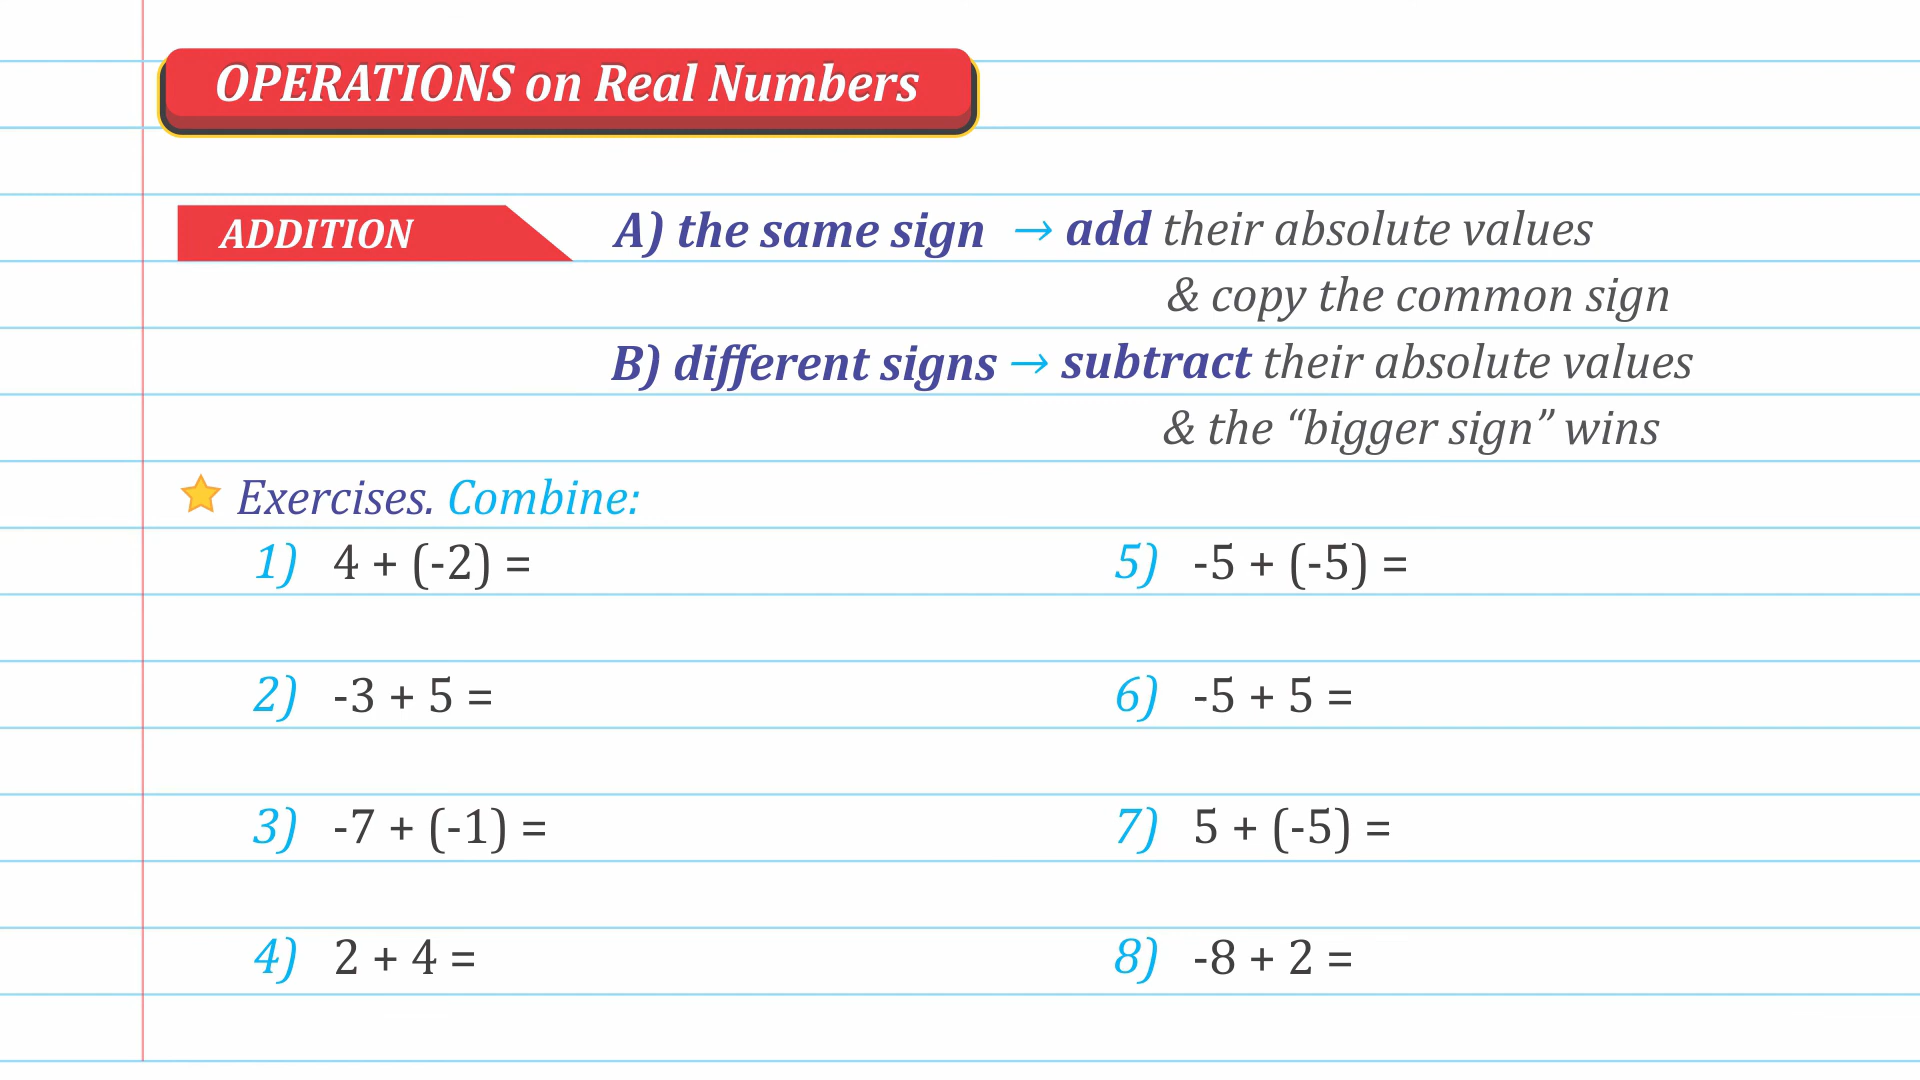 OPERATIONS on Real Numbers
ADDITION
A) the same sign → add their absolute values
& copy the common sign
B) different signs → subtract their absolute values
& the “bigger sign” wins
Exercises. Combine:
1) 4 + (-2) =
2) -3 + 5 =
3) -7 + (-1) =
4) 2 + 4 =
5) -5 + (-5) =
6) -5 + 5 =
7) 5 + (-5) =
8) -8 + 2 =